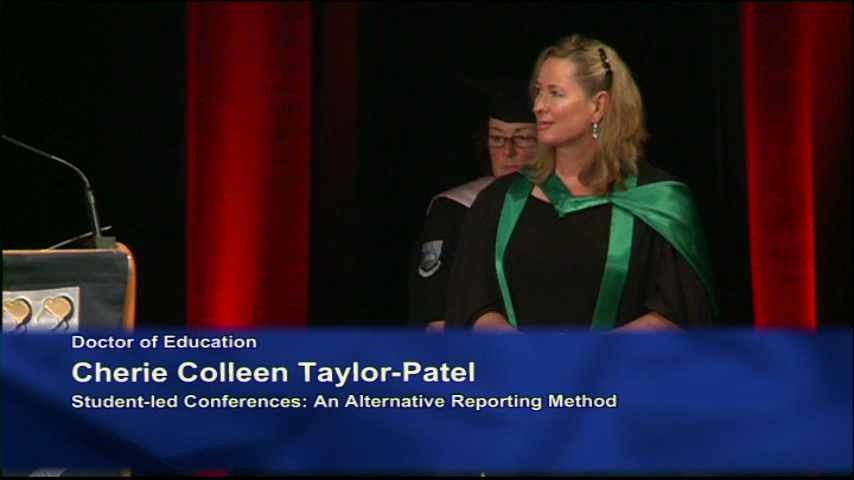 Doctor of Education
Cherie Colleen Taylor-Patel
Student-led Conferences: An Alternative Reporting Method